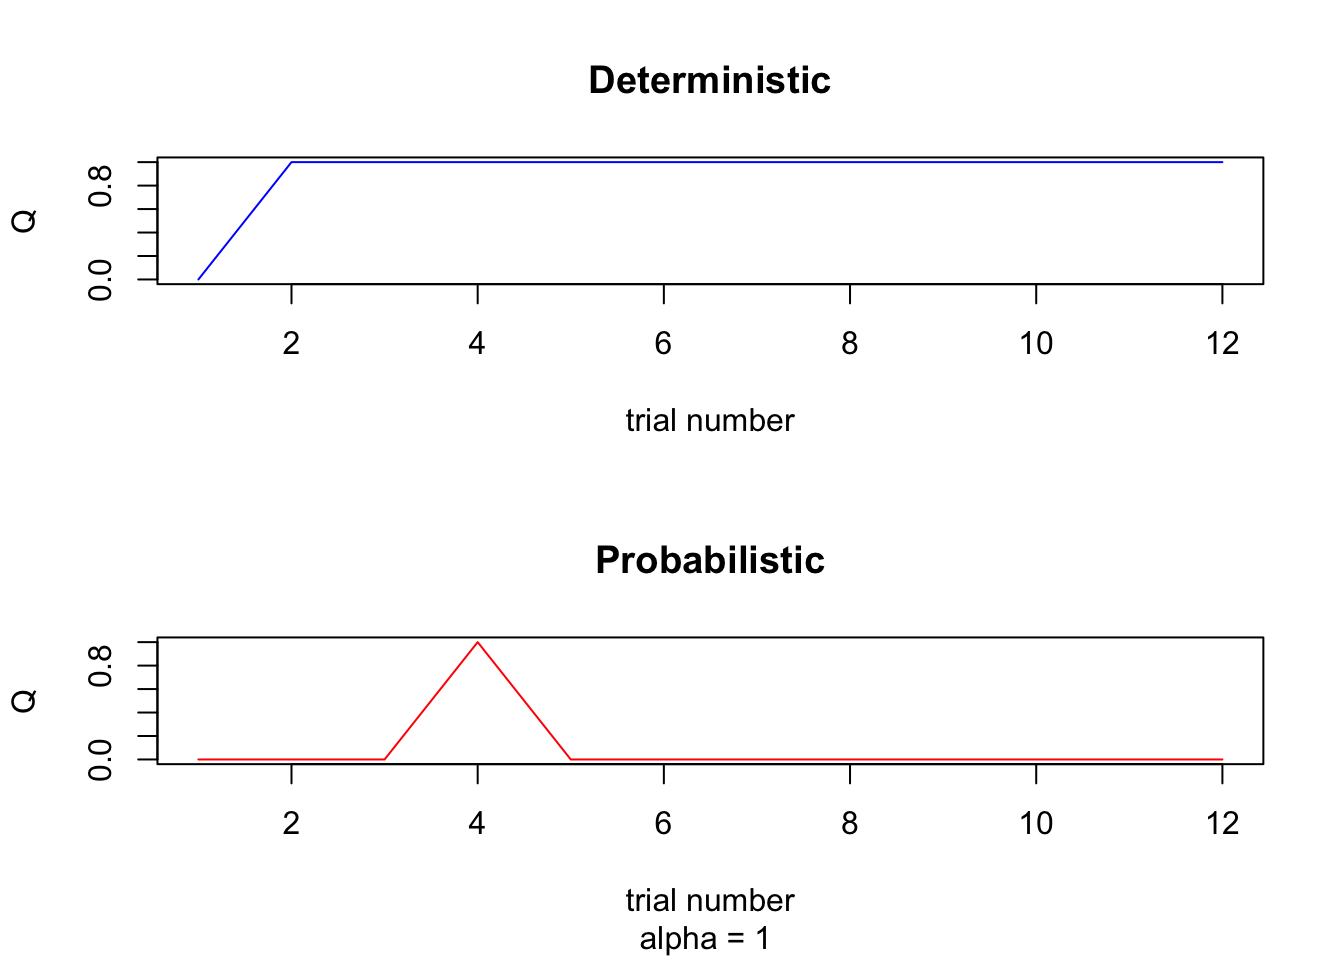 Deterministic
Q
0.8
0.0
2 4 6 8 10 12
trial number
Probabilistic
Q
0.8
0.0
2 4 6 8 10 12
trial number
alpha = 1